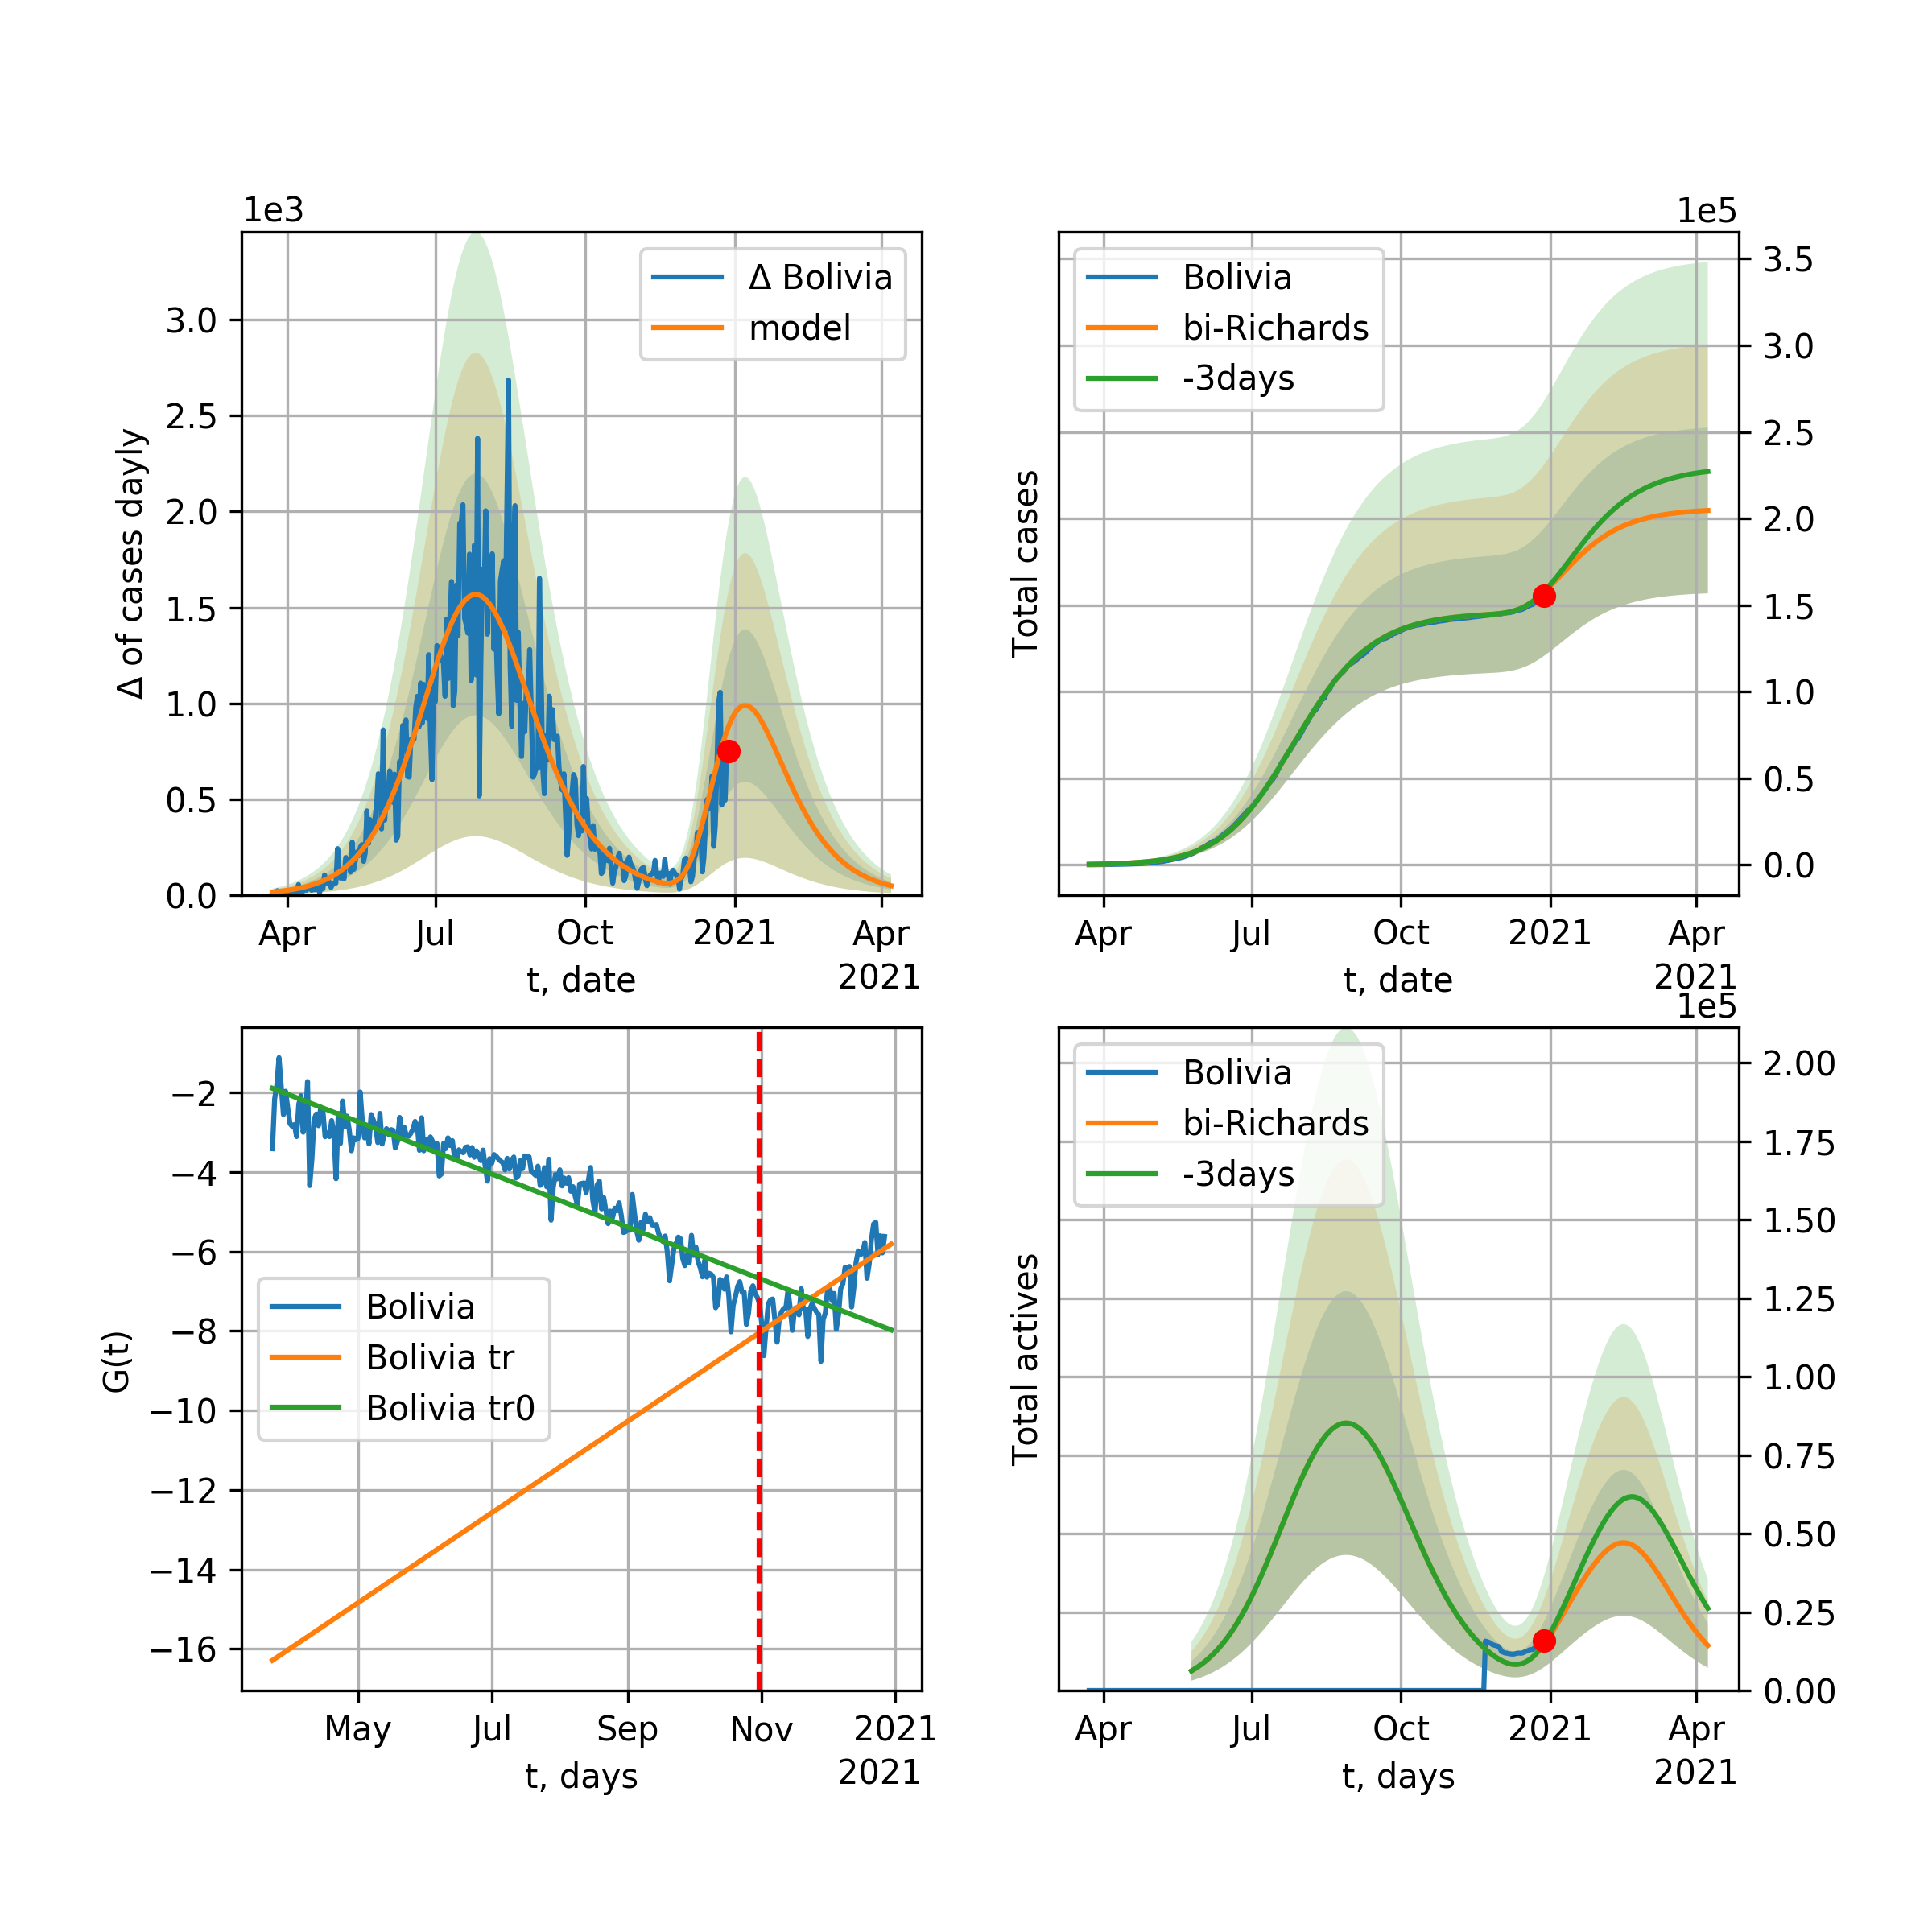 1e3
Δ of cases dayly
3.0
2.5
2.0
1.5
1.0
0.5
0.0
Δ Bolivia
model
Apr
Jul
Oct
2021
Apr
t, date
2021
1e5
Total cases
Bolivia
bi-Richards
-3days
3.5
3.0
2.5
2.0
1.5
1.0
0.5
0.0
Apr
Jul
Oct
2021
Apr
t, date
2021
G(t)
−2
−4
−6
−8
−10
−12
−14
−16
Bolivia
Bolivia tr
Bolivia tr0
May
Jul
Sep
Nov
2021
t, days
2021
1e5
Total actives
Bolivia
bi-Richards
-3days
2.00
1.75
1.50
1.25
1.00
0.75
0.50
0.25
0.00
Apr
Jul
Oct
2021
Apr
t, days
2021